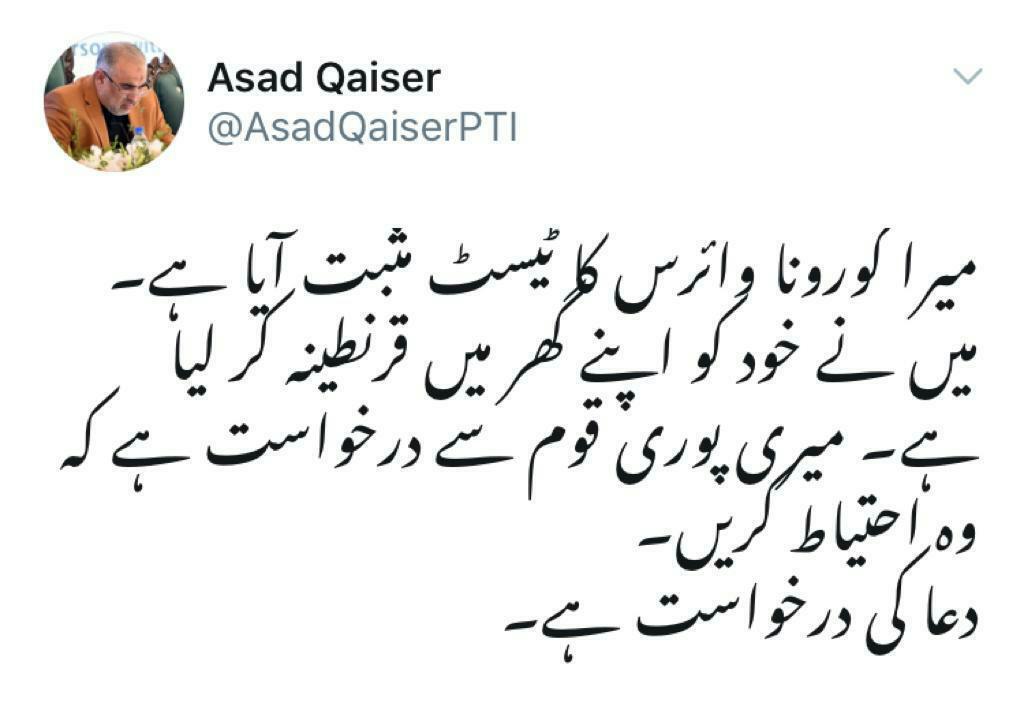 Asad Qaiser
@AsadQaiserPTI
میرا کورونا وائرس کا ٹیسٹ مثبت آیا ہے۔
میں نے خود کو اپنے گھر میں قرنطینہ کر لیا
ہے۔ میری پوری قوم سے درخواست ہے کہ
وہ احتیاط کریں۔
دعا کی درخواست ہے۔